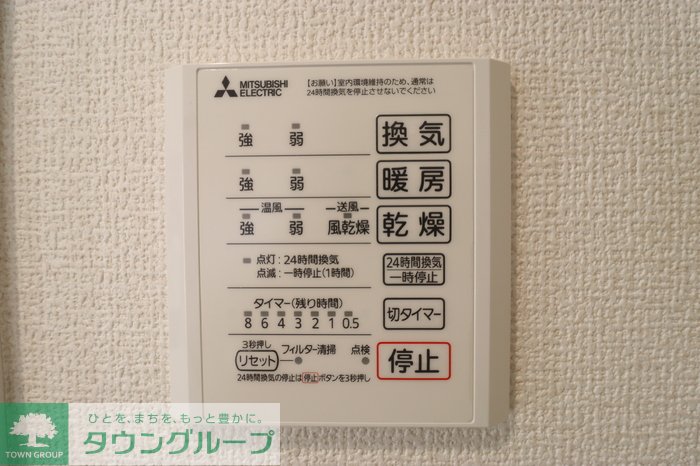 MITSUBISHI
ELECTRIC
【お願い】室内環境維持のため、通常は
24時間換気を停止させないでください
強 弱 換気
強 弱 暖房
温風 送風
強 弱 風乾燥 乾燥
点灯：24時間換気
点滅：一時停止(1時間)
24時間換気
一時停止
タイマー(残り時間)
8 6 4 3 2 1 0.5
切タイマー
3秒押し
リセット フィルター清掃 点検
停止
24時間換気の停止は停止ボタンを3秒押し
ひとを、まちを、もっと豊かに。
タウングループ
TOWN GROUP